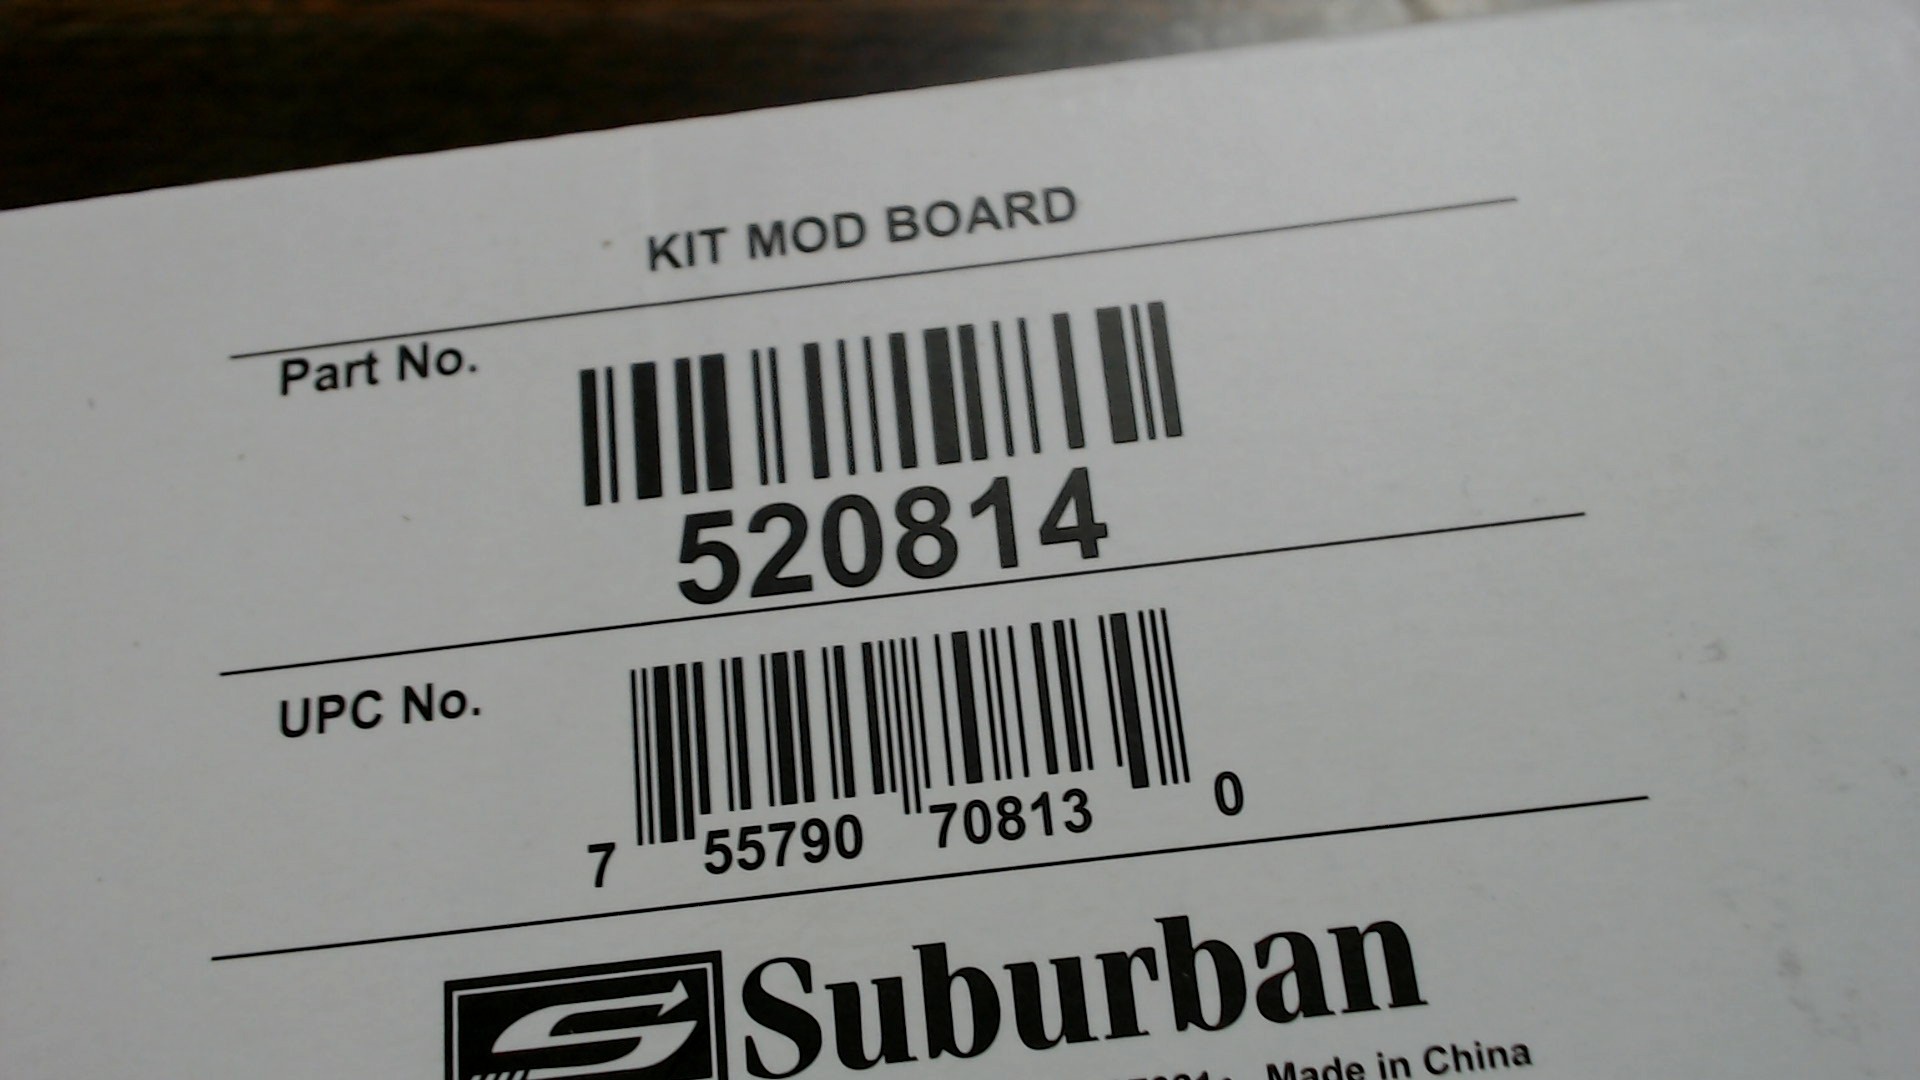 KIT MOD BOARD
Part No.
520814
UPC No.
7 55790 70813 0
Suburban
Made in China